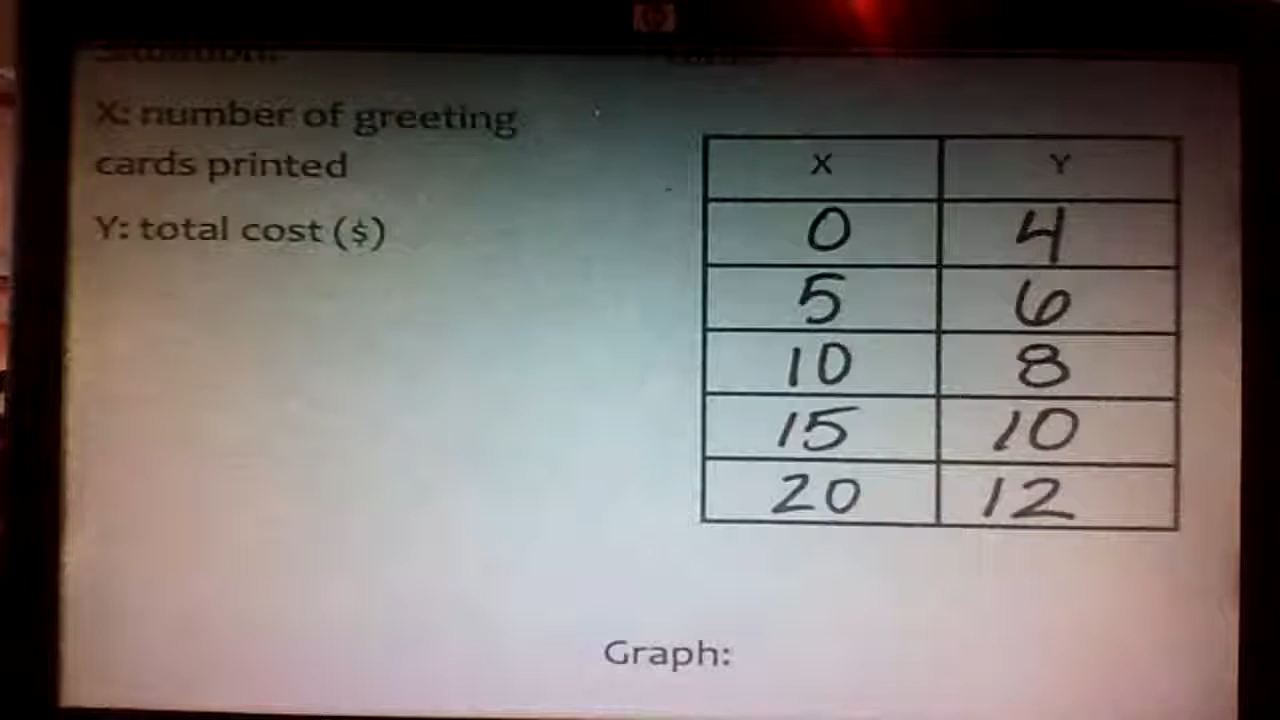 X: number of greeting
cards printed
Y: total cost ($)
X Y
0 4
5 6
10 8
15 10
20 12
Graph: